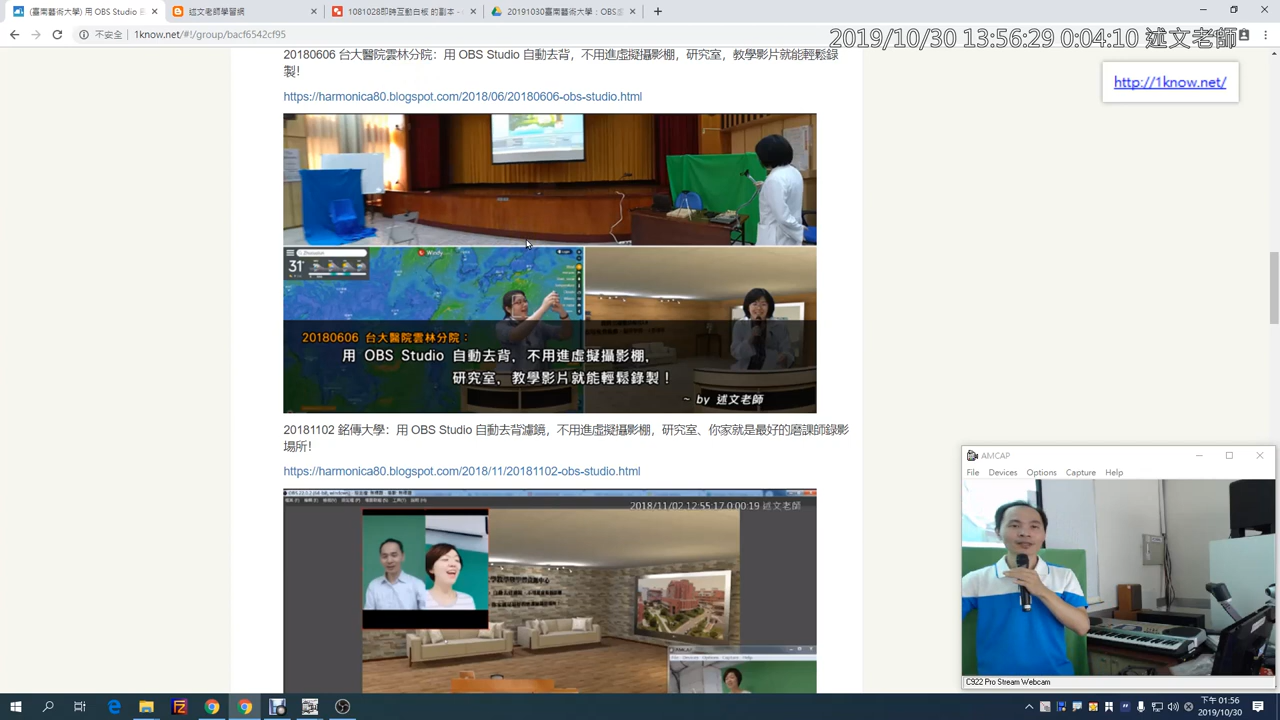 (臺南藝術大學) 用 OBS Studio 自
述文老師學習網
1081028即時互動白板 的副本 -
20191030臺南藝術大學：OBS虛
不安全 | 1know.net/#!/group/bacf6542cf95
2019/10/30 13:56:29 0:04:10 述文老師
http://1know.net/
20180606 台大醫院雲林分院：用 OBS Studio 自動去背，不用進虛擬攝影棚，研究室，教學影片就能輕鬆錄
製！
https://harmonica80.blogspot.com/2018/06/20180606-obs-studio.html
31°
Windy
20180606 台大醫院雲林分院：
用 OBS Studio 自動去背，不用進虛擬攝影棚，
研究室，教學影片就能輕鬆錄製！
~ by 述文老師
20181102 銘傳大學：用 OBS Studio 自動去背濾鏡，不用進虛擬攝影棚，研究室、你家就是最好的磨課師錄影
場所！
https://harmonica80.blogspot.com/2018/11/20181102-obs-studio.html
2018/11/02-12:55:17 0:00:19 述文老師
AMCAP
File Devices Options Capture Help
C922 Pro Stream Webcam
下午 01:56
2019/10/30